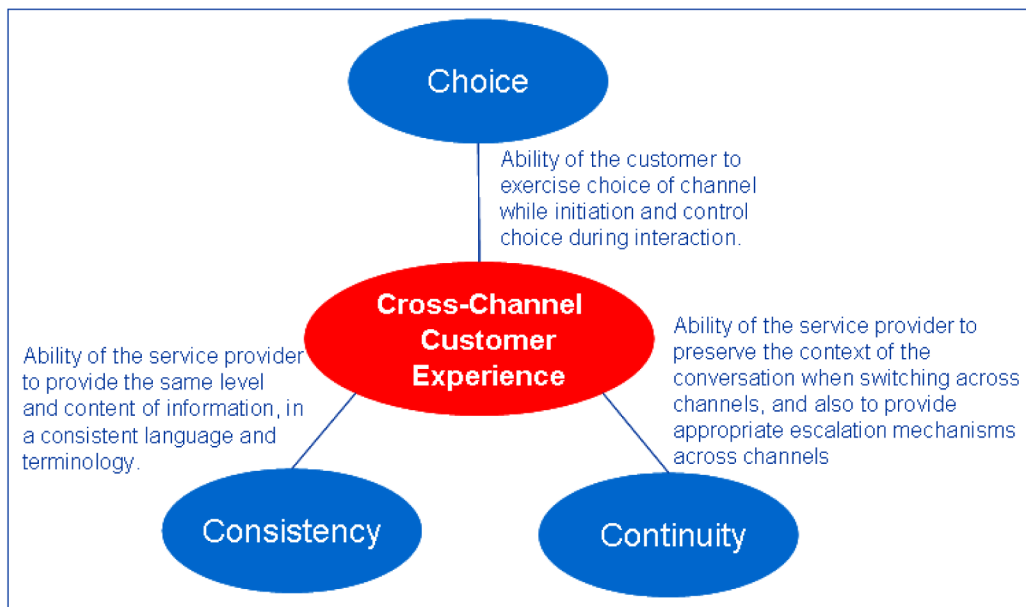 Choice
Ability of the customer to
exercise choice of channel
while initiation and control
choice during interaction.
Cross-Channel
Customer
Experience
Ability of the service provider
to provide the same level
and content of information, in
a consistent language and
terminology.
Ability of the service provider to
preserve the context of the
conversation when switching across
channels, and also to provide
appropriate escalation mechanisms
across channels
Consistency
Continuity